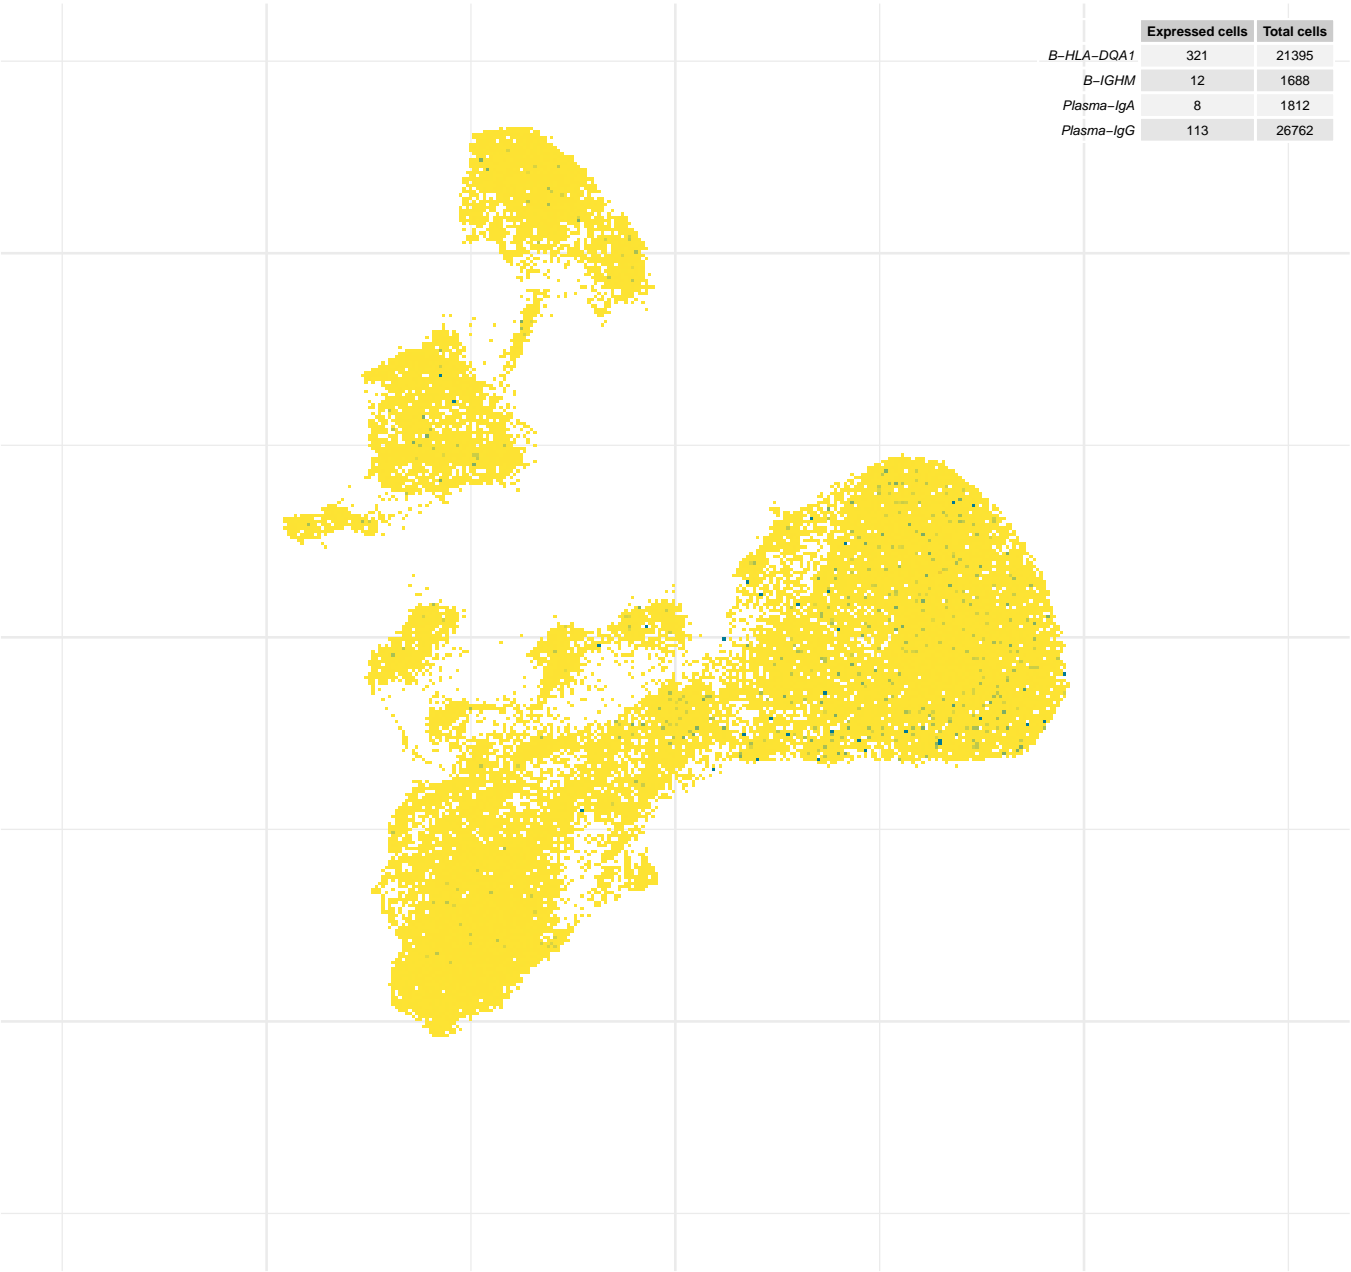 Expressed cells Total cells
B−HLA−DQA1 321 21395
B−IGHM 12 1688
Plasma−IgA 8 1812
Plasma−IgG 113 26762